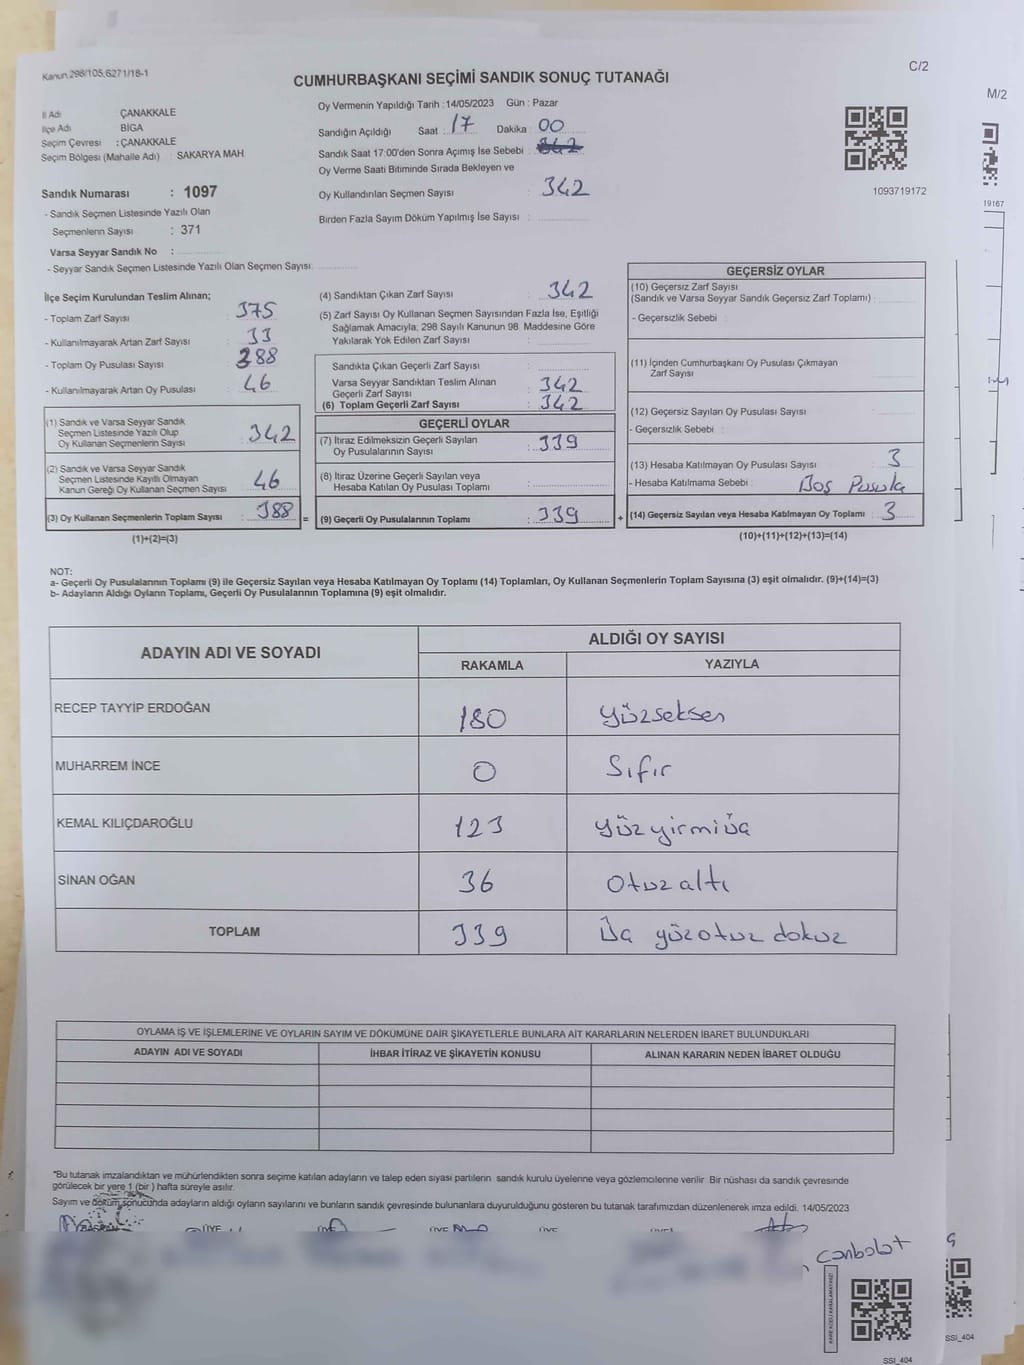 Kanun.298/105,6271/18-1
C/2
CUMHURBAŞKANI SEÇİMİ SANDIK SONUÇ TUTANAĞI
M/2
İl Adı ÇANAKKALE
İlçe Adı BİGA
Seçim Çevresi : ÇANAKKALE
Seçim Bölgesi (Mahalle Adı) : SAKARYA MAH
Sandık Numarası : 1097
- Sandık Seçmen Listesinde Yazılı Olan
Seçmenlerin Sayısı : 371
Varsa Seyyar Sandık No :
- Seyyar Sandık Seçmen Listesinde Yazılı Olan Seçmen Sayısı:
Oy Vermenin Yapıldığı Tarih : 14/05/2023 Gün : Pazar
Sandığın Açıldığı Saat : 17 Dakika 00
Sandık Saat 17:00'den Sonra Açımış İse Sebebi : 342
Oy Verme Saati Bitiminde Sırada Bekleyen ve
Oy Kullandırılan Seçmen Sayısı : 342
Birden Fazla Sayım Döküm Yapılmış İse Sayısı :
1093719172
19167
İlçe Seçim Kurulundan Teslim Alınan;
- Toplam Zarf Sayısı : 375
- Kullanılmayarak Artan Zarf Sayısı : 33
- Toplam Oy Pusulası Sayısı : 388
- Kullanılmayarak Artan Oy Pusulası : 46
(1) Sandık ve Varsa Seyyar Sandık
Seçmen Listesinde Yazılı Olup
Oy Kullanan Seçmenlerin Sayısı : 342
(2) Sandık ve Varsa Seyyar Sandık
Seçmen Listesinde Kayıtlı Olmayan
Kanun Gereği Oy Kullanan Seçmen Sayısı : 46
(3) Oy Kullanan Seçmenlerin Toplam Sayısı : 388 =
(1)+(2)=(3)
(4) Sandıktan Çıkan Zarf Sayısı : 342
(5) Zarf Sayısı Oy Kullanan Seçmen Sayısından Fazla İse, Eşitliği
Sağlamak Amacıyla; 298 Sayılı Kanunun 98. Maddesine Göre
Yakılarak Yok Edilen Zarf Sayısı :
Sandıkta Çıkan Geçerli Zarf Sayısı :
Varsa Seyyar Sandıktan Teslim Alınan
Geçerli Zarf Sayısı : 342
(6) Toplam Geçerli Zarf Sayısı : 342
GEÇERLİ OYLAR
(7) İtiraz Edilmeksizin Geçerli Sayılan
Oy Pusulalarının Sayısı : 339
(8) İtiraz Üzerine Geçerli Sayılan veya
Hesaba Katılan Oy Pusulası Toplamı :
(9) Geçerli Oy Pusulalarının Toplamı : 339 +
GEÇERSİZ OYLAR
(10) Geçersiz Zarf Sayısı
(Sandık ve Varsa Seyyar Sandık Geçersiz Zarf Toplamı) :
- Geçersizlik Sebebi :
(11) İçinden Cumhurbaşkanı Oy Pusulası Çıkmayan
Zarf Sayısı :
(12) Geçersiz Sayılan Oy Pusulası Sayısı :
- Geçersizlik Sebebi :
(13) Hesaba Katılmayan Oy Pusulası Sayısı : 3
- Hesaba Katılmama Sebebi : Boş Pusula
(14) Geçersiz Sayılan veya Hesaba Katılmayan Oy Toplamı : 3
(10)+(11)+(12)+(13)=(14)
NOT:
a- Geçerli Oy Pusulalarının Toplamı (9) ile Geçersiz Sayılan veya Hesaba Katılmayan Oy Toplamı (14) Toplamları, Oy Kullanan Seçmenlerin Toplam Sayısına (3) eşit olmalıdır. (9)+(14)=(3)
b- Adayların Aldığı Oyların Toplamı, Geçerli Oy Pusulalarının Toplamına (9) eşit olmalıdır.
ADAYIN ADI VE SOYADI ALDIĞI OY SAYISI
RAKAMLA YAZIYLA
RECEP TAYYİP ERDOĞAN 180 Yüzseksen
MUHARREM İNCE 0 Sıfır
KEMAL KILIÇDAROĞLU 123 Yüzyirmiüç
SİNAN OĞAN 36 Otuzaltı
TOPLAM 339 Üç yüzotuz dokuz
OYLAMA İŞ VE İŞLEMLERİNE VE OYLARIN SAYIM VE DÖKÜMÜNE DAİR ŞİKAYETLERLE BUNLARA AİT KARARLARIN NELERDEN İBARET BULUNDUKLARI
ADAYIN ADI VE SOYADI İHBAR İTİRAZ VE ŞİKAYETİN KONUSU ALINAN KARARIN NEDEN İBARET OLDUĞU
*Bu tutanak imzalandıktan ve mühürlendikten sonra seçime katılan adayların ve talep eden siyasi partilerin sandık kurulu üyelerine veya gözlemcilerine verilir. Bir nüshası da sandık çevresinde
görülecek bir yere 1 (bir) hafta süreyle asılır.
Sayım ve döküm sonucunda adayların aldığı oyların sayılarını ve bunların sandık çevresinde bulunanlara duyurulduğunu gösteren bu tutanak tarafımızdan düzenlenerek imza edildi. 14/05/2023
BAŞKAN ÜYE ÜYE ÜYE ÜYE
Canbolat
SSI_404
SSI_404